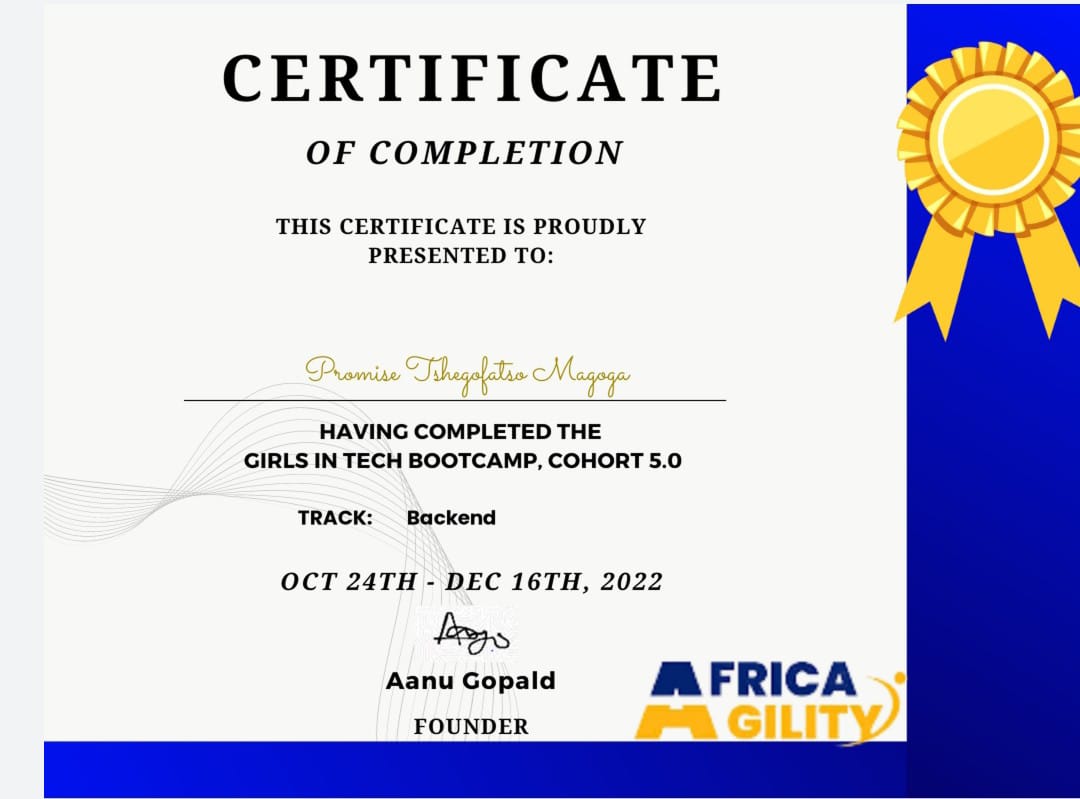 CERTIFICATE
OF COMPLETION
THIS CERTIFICATE IS PROUDLY
PRESENTED TO:
Promise Tshegofatso Magoga
HAVING COMPLETED THE
GIRLS IN TECH BOOTCAMP, COHORT 5.0
TRACK: Backend
OCT 24TH - DEC 16TH, 2022
Aanu Gopald
FOUNDER
AFRICA
AGILITY